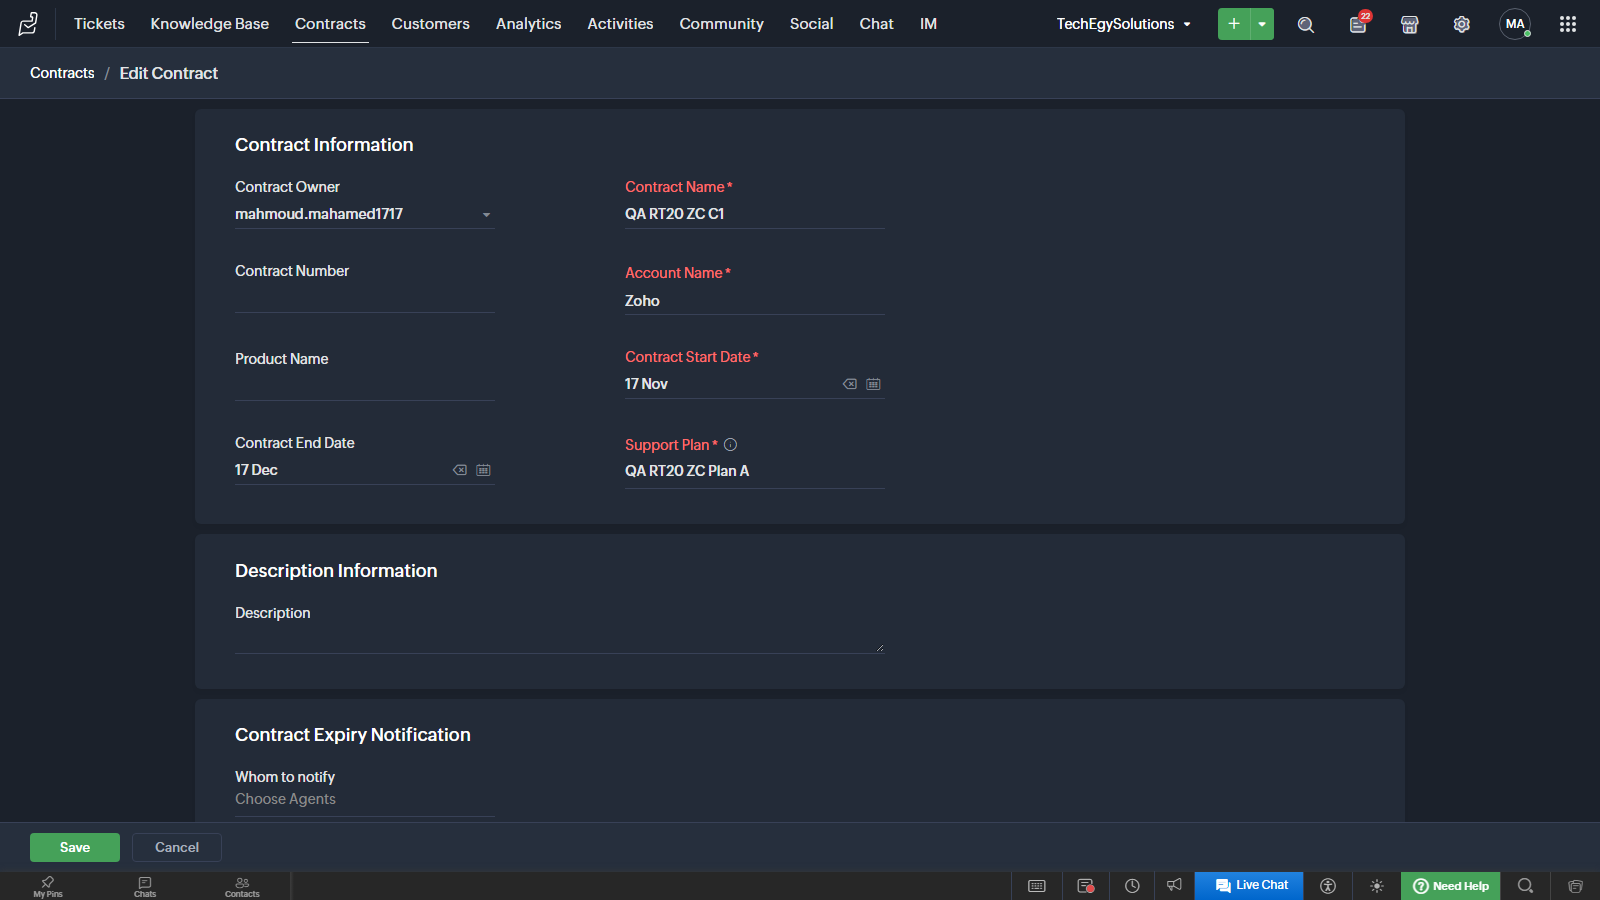 Tickets Knowledge Base Contracts Customers Analytics Activities Community Social Chat IM TechEgySolutions 22 MA
Contracts / Edit Contract
Contract Information
Contract Owner
mahmoud.mahamed1717
Contract Name *
QA RT20 ZC C1
Contract Number
Account Name *
Zoho
Product Name
Contract Start Date *
17 Nov
Contract End Date
17 Dec
Support Plan *
QA RT20 ZC Plan A
Description Information
Description
Contract Expiry Notification
Whom to notify
Choose Agents
Save Cancel
My Pins Chats Contacts Live Chat Need Help